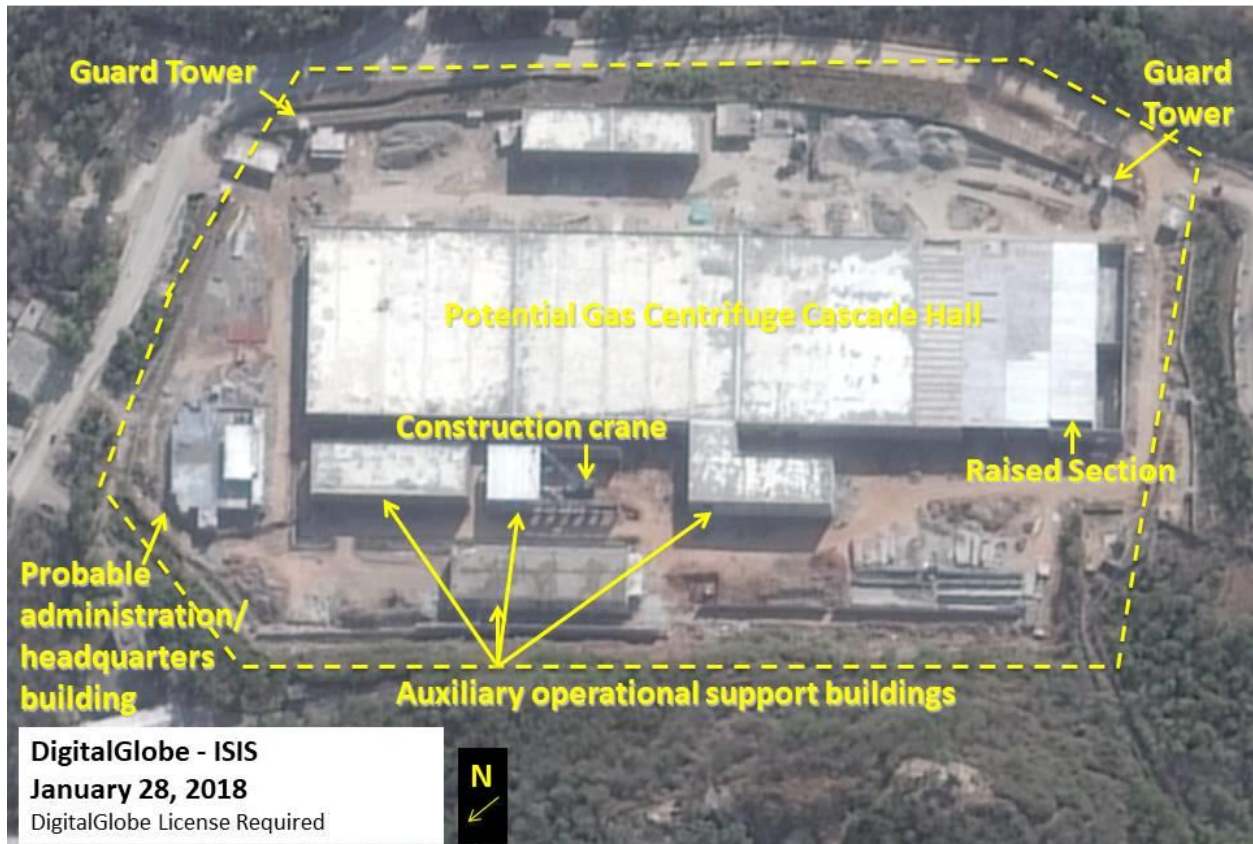 Guard Tower
Guard
Tower
Potential Gas Centrifuge Cascade Hall
Construction crane
Raised Section
Probable
administration/
headquarters
building
Auxiliary operational support buildings
DigitalGlobe - ISIS
January 28, 2018
DigitalGlobe License Required
N